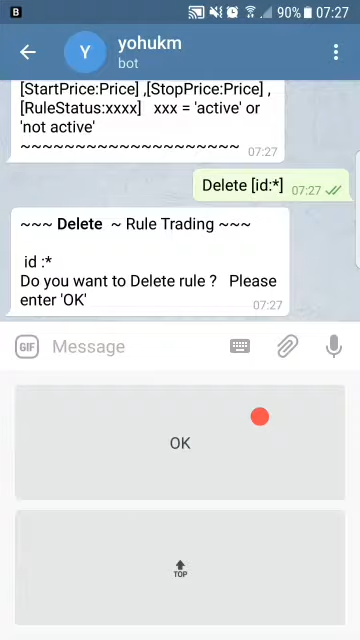 B 90% 07:27
Y yohukm
bot
[StartPrice:Price] ,[StopPrice:Price] ,
[RuleStatus:xxxx]   xxx = 'active' or
'not active'
~~~~~~~~~~~~~~~~~~~~
07:27
Delete [id:*] 07:27
~~~ Delete  ~ Rule Trading ~~~
id :*
Do you want to Delete rule ?   Please
enter 'OK'
07:27
GIF Message
OK
TOP